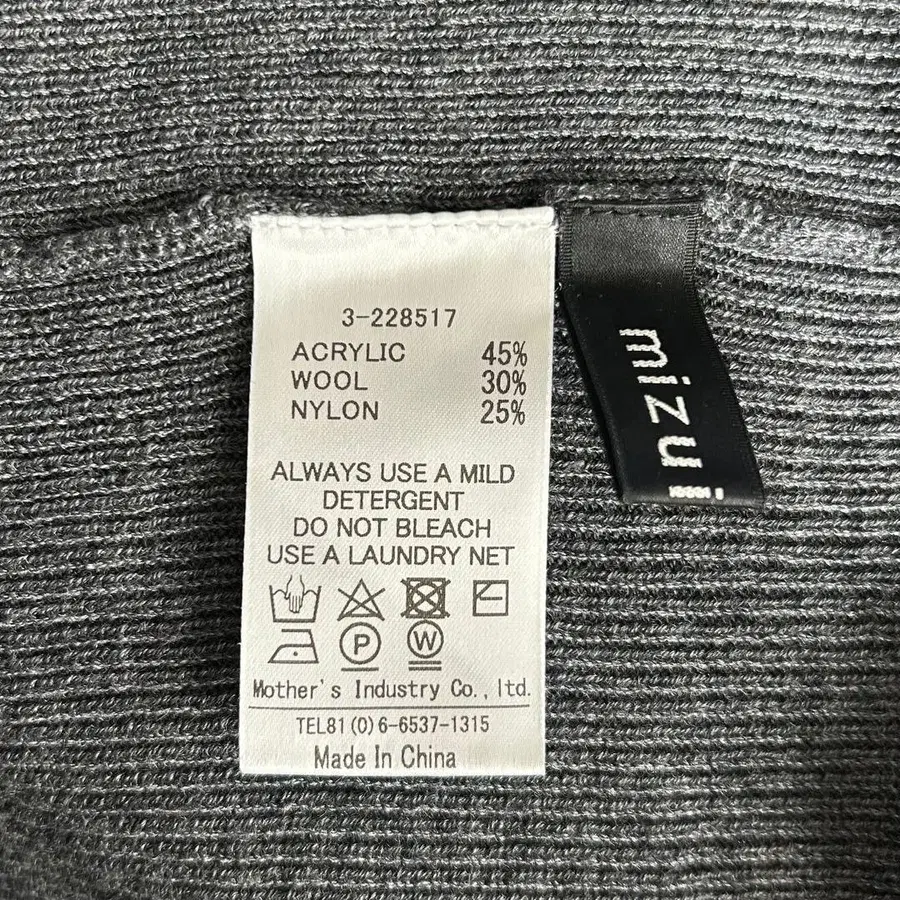 3-228517
ACRYLIC 45%
WOOL 30%
NYLON 25%
ALWAYS USE A MILD
DETERGENT
DO NOT BLEACH
USE A LAUNDRY NET
P
W
Mother's Industry Co., ltd.
TEL81(0)6-6537-1315
Made In China
mizui